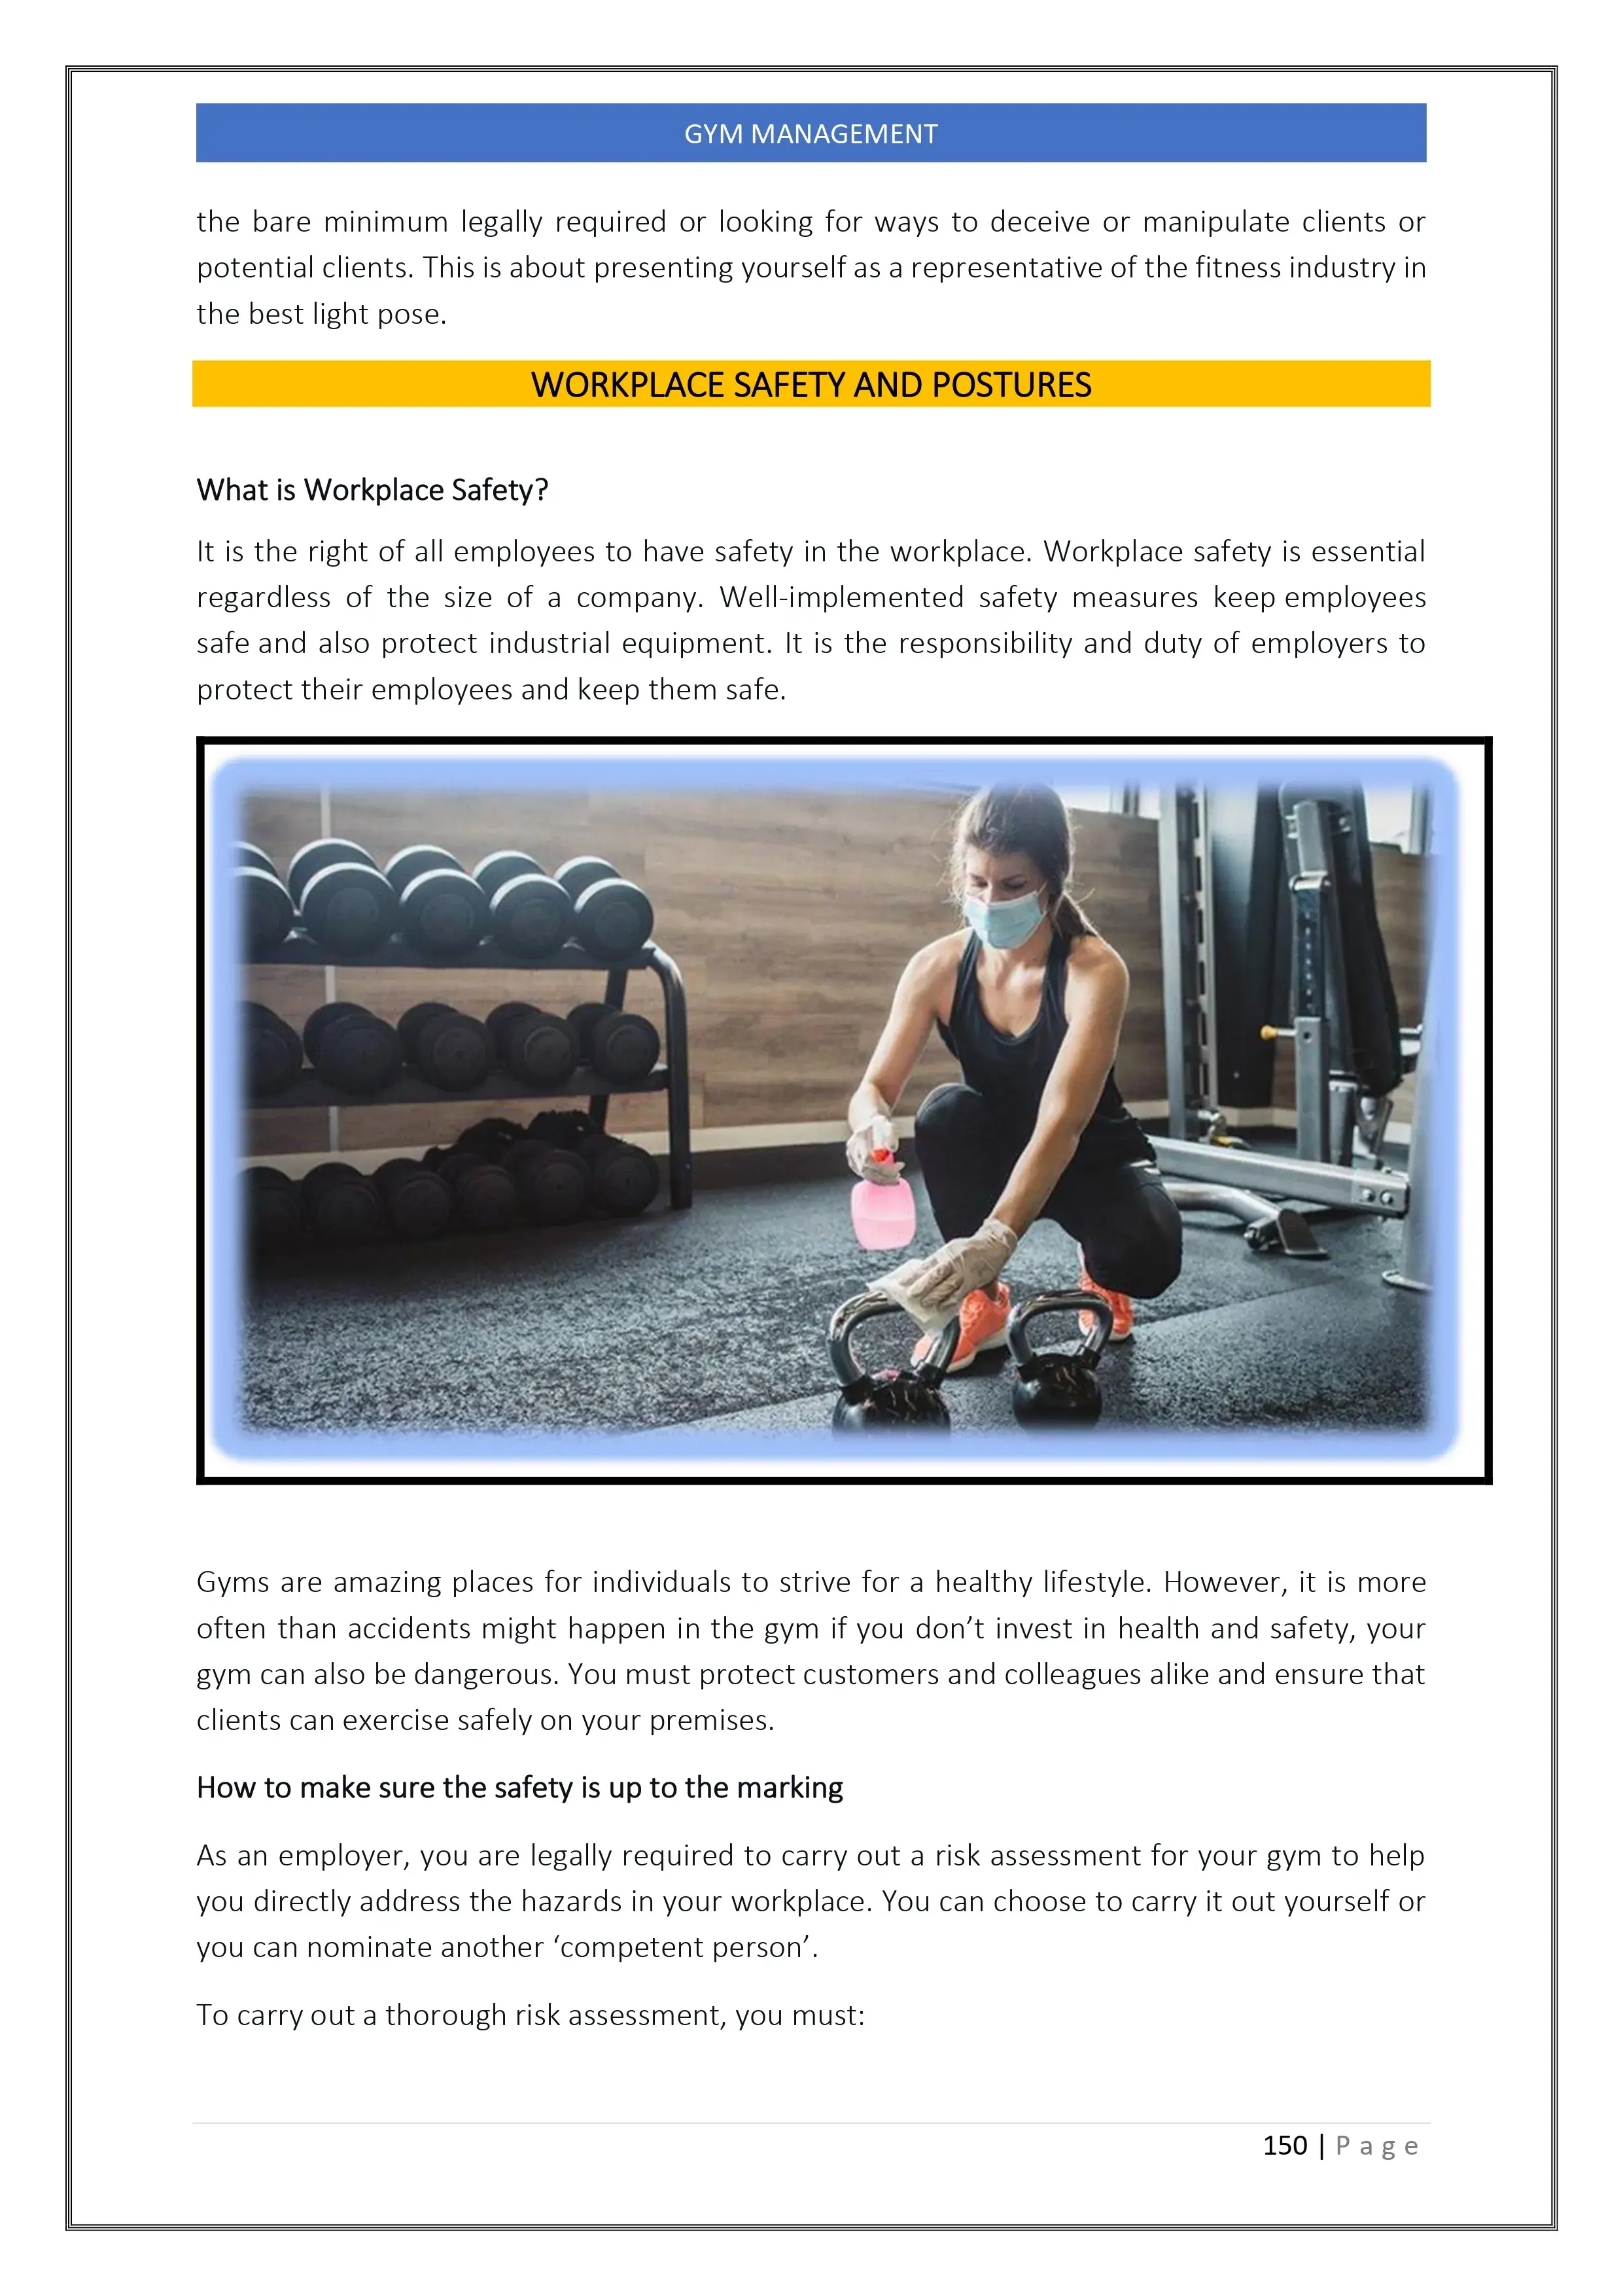 GYM MANAGEMENT
the bare minimum legally required or looking for ways to deceive or manipulate clients or
potential clients. This is about presenting yourself as a representative of the fitness industry in
the best light pose.
WORKPLACE SAFETY AND POSTURES
What is Workplace Safety?
It is the right of all employees to have safety in the workplace. Workplace safety is essential
regardless of the size of a company. Well-implemented safety measures keep employees
safe and also protect industrial equipment. It is the responsibility and duty of employers to
protect their employees and keep them safe.
Gyms are amazing places for individuals to strive for a healthy lifestyle. However, it is more
often than accidents might happen in the gym if you don’t invest in health and safety, your
gym can also be dangerous. You must protect customers and colleagues alike and ensure that
clients can exercise safely on your premises.
How to make sure the safety is up to the marking
As an employer, you are legally required to carry out a risk assessment for your gym to help
you directly address the hazards in your workplace. You can choose to carry it out yourself or
you can nominate another ‘competent person’.
To carry out a thorough risk assessment, you must:
150 | Page